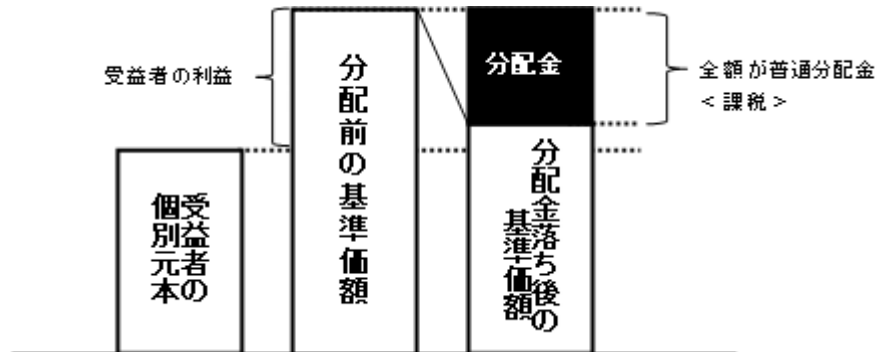 受益者の利益
受益者の
個別元本
分配前の基準価額
分配金
分配金落ち後の
基準価額
全額が普通分配金
＜課税＞